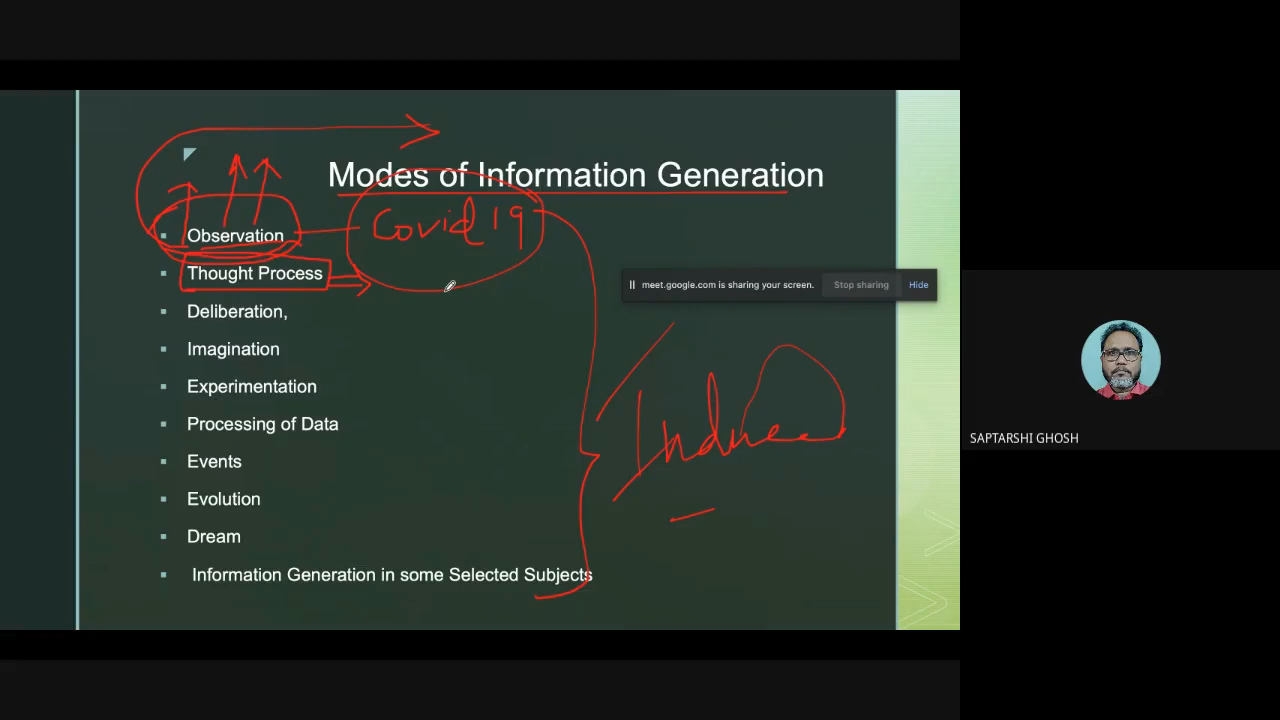 Modes of Information Generation
Observation
Covid 19
Thought Process
meet.google.com is sharing your screen. Stop sharing Hide
Deliberation,
Imagination
Experimentation
Processing of Data
Events
Evolution
Dream
Information Generation in some Selected Subjects
SAPTARSHI GHOSH